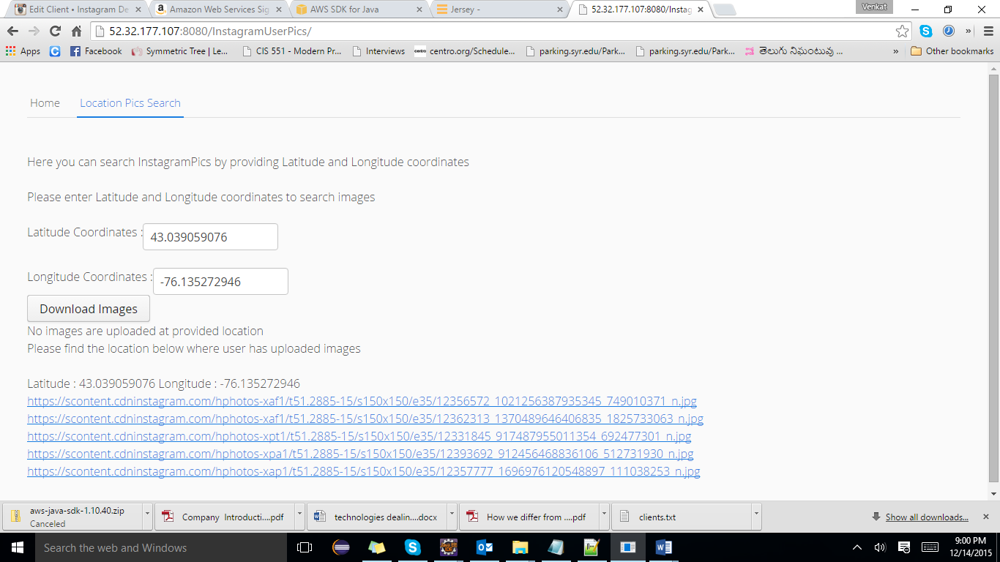 Edit Client • Instagram De
Amazon Web Services Sig
AWS SDK for Java
Jersey -
52.32.177.107:8080/Instag
Venkat
52.32.177.107:8080/InstagramUserPics/
Apps
Facebook
Symmetric Tree | Le...
CIS 551 - Modern Pr...
Interviews
centro
centro.org/Schedule...
parking.syr.edu/Park...
parking.syr.edu/Park...
తెలుగు నిఘంటువు ...
»
Other bookmarks
Home
Location Pics Search
Here you can search InstagramPics by providing Latitude and Longitude coordinates
Please enter Latitude and Longitude coordinates to search images
Latitude Coordinates : 43.039059076
Longitude Coordinates : -76.135272946
Download Images
No images are uploaded at provided location
Please find the location below where user has uploaded images
Latitude : 43.039059076 Longitude : -76.135272946
https://scontent.cdninstagram.com/hphotos-xaf1/t51.2885-15/s150x150/e35/12356572_1021256387935345_749010371_n.jpg
https://scontent.cdninstagram.com/hphotos-xaf1/t51.2885-15/s150x150/e35/12362313_1370489646406835_1825733063_n.jpg
https://scontent.cdninstagram.com/hphotos-xpt1/t51.2885-15/s150x150/e35/12331845_917487955011354_692477301_n.jpg
https://scontent.cdninstagram.com/hphotos-xpa1/t51.2885-15/s150x150/e35/12393692_912456468836106_512731930_n.jpg
https://scontent.cdninstagram.com/hphotos-xap1/t51.2885-15/s150x150/e35/12357777_1696976120548897_111038253_n.jpg
aws-java-sdk-1.10.40.zip
Canceled
Company Introducti....pdf
technologies dealin....docx
How we differ from ....pdf
clients.txt
Show all downloads...
Search the web and Windows
9:00 PM
12/14/2015